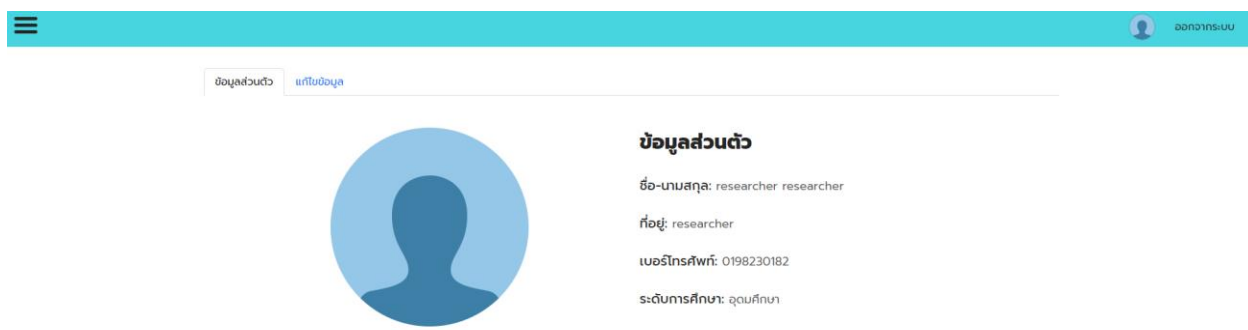 ออกจากระบบ
ข้อมูลส่วนตัว แก้ไขข้อมูล
ข้อมูลส่วนตัว
ชื่อ-นามสกุล: researcher researcher
ที่อยู่: researcher
เบอร์โทรศัพท์: 0198230182
ระดับการศึกษา: อุดมศึกษา